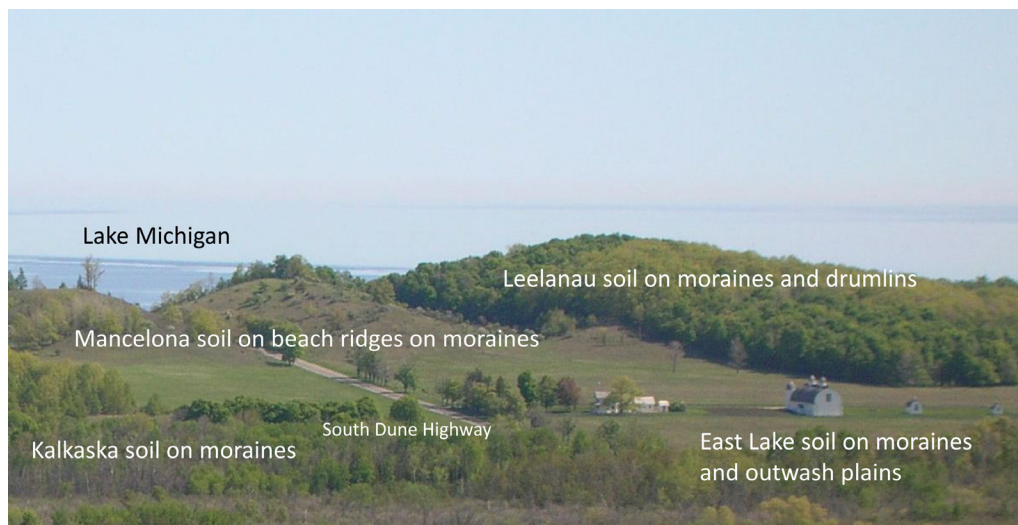 Lake Michigan
Leelanau soil on moraines and drumlins
Mancelona soil on beach ridges on moraines
South Dune Highway
Kalkaska soil on moraines
East Lake soil on moraines
and outwash plains